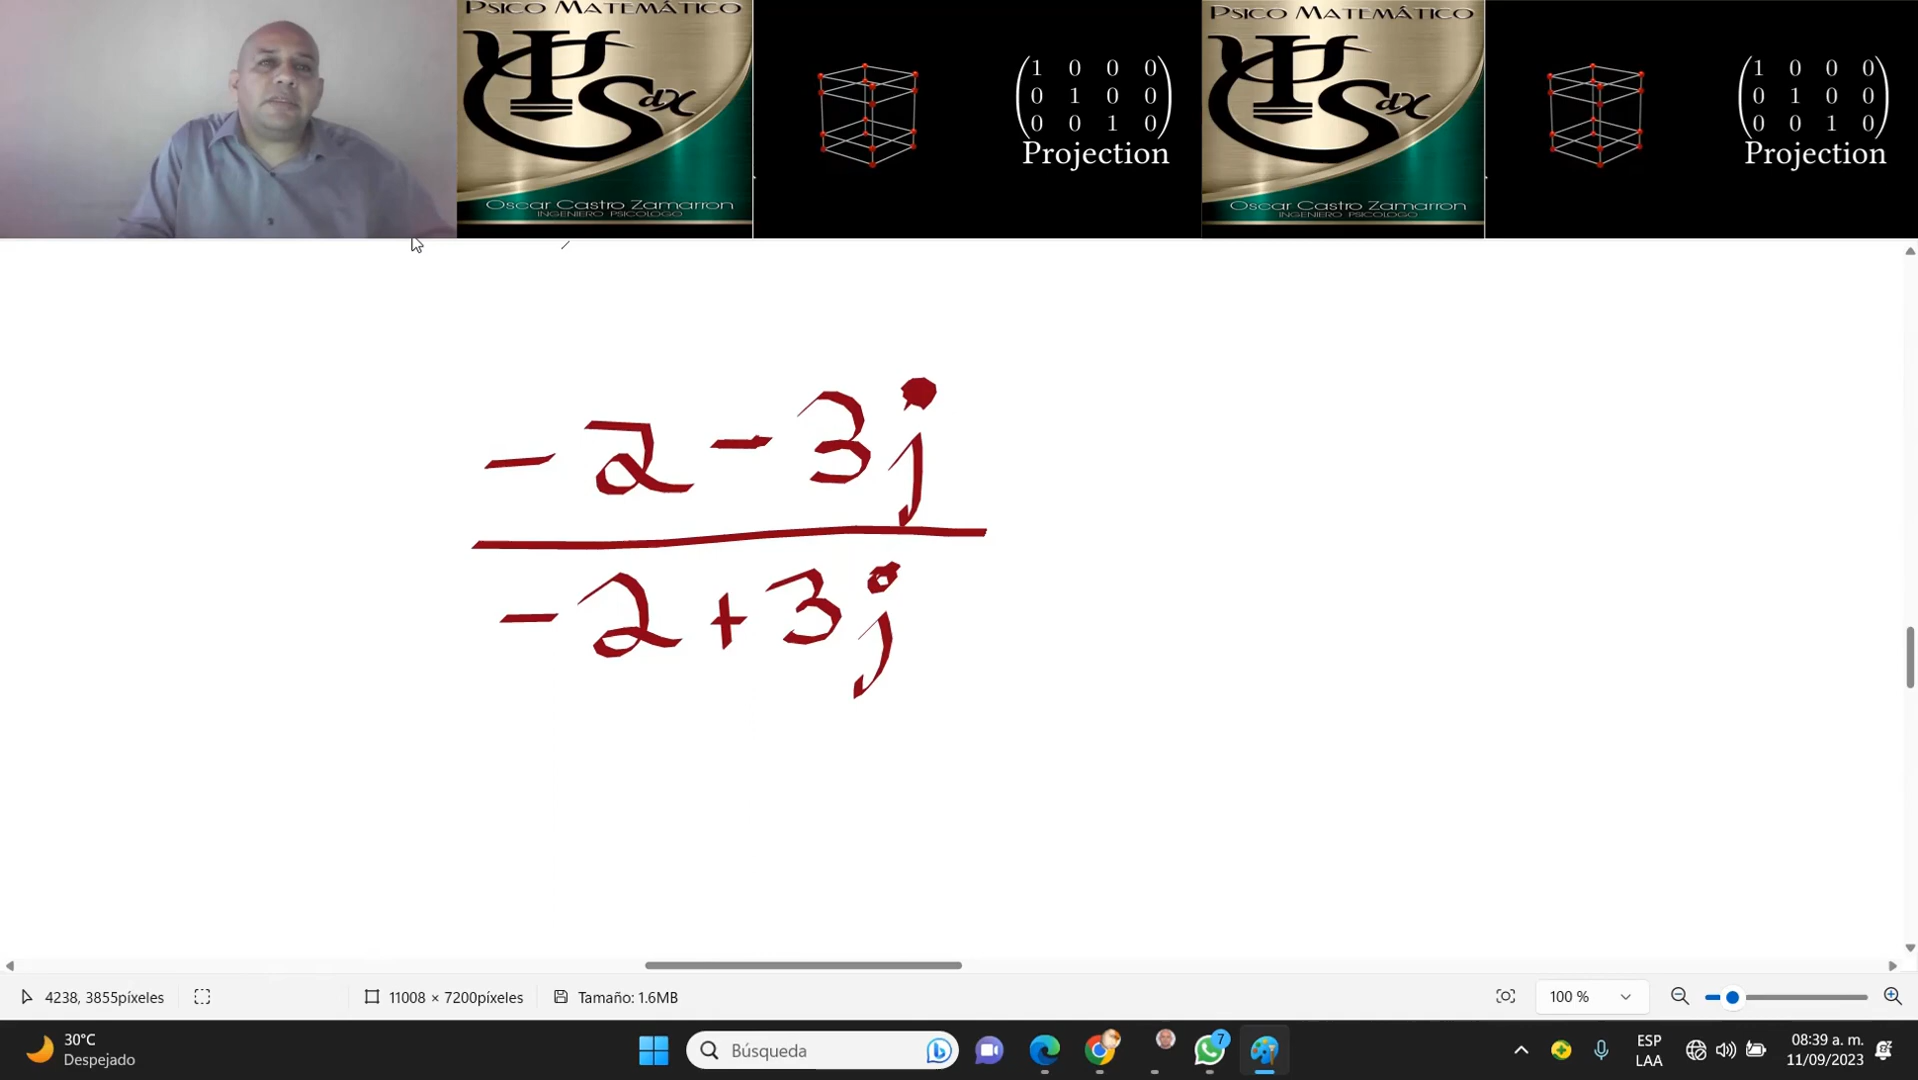 PSICO MATEMÁTICO
dx
Oscar Castro Zamarron
INGENIERO PSICOLOGO
1 0 0 0
0 1 0 0
0 0 1 0
Projection
PSICO MATEMÁTICO
dx
Oscar Castro Zamarron
INGENIERO PSICOLOGO
1 0 0 0
0 1 0 0
0 0 1 0
Projection
-2-3j
-2+3j
4238, 3855píxeles
11008 × 7200píxeles
Tamaño: 1.6MB
100 %
30°C
Despejado
Búsqueda
7
ESP
LAA
08:39 a. m.
11/09/2023